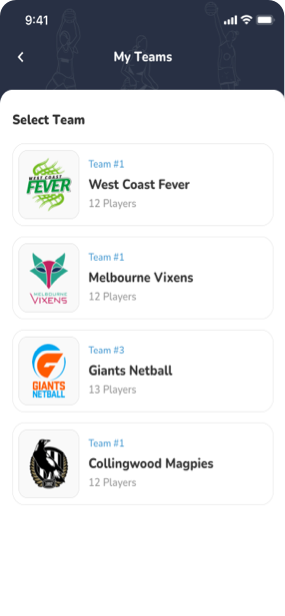 9:41
My Teams
Select Team
WEST COAST
FEVER
Team #1
West Coast Fever
12 Players
MELBOURNE
VIXENS
Team #1
Melbourne Vixens
12 Players
GIANTS
NETBALL
Team #3
Giants Netball
13 Players
Team #1
Collingwood Magpies
12 Players